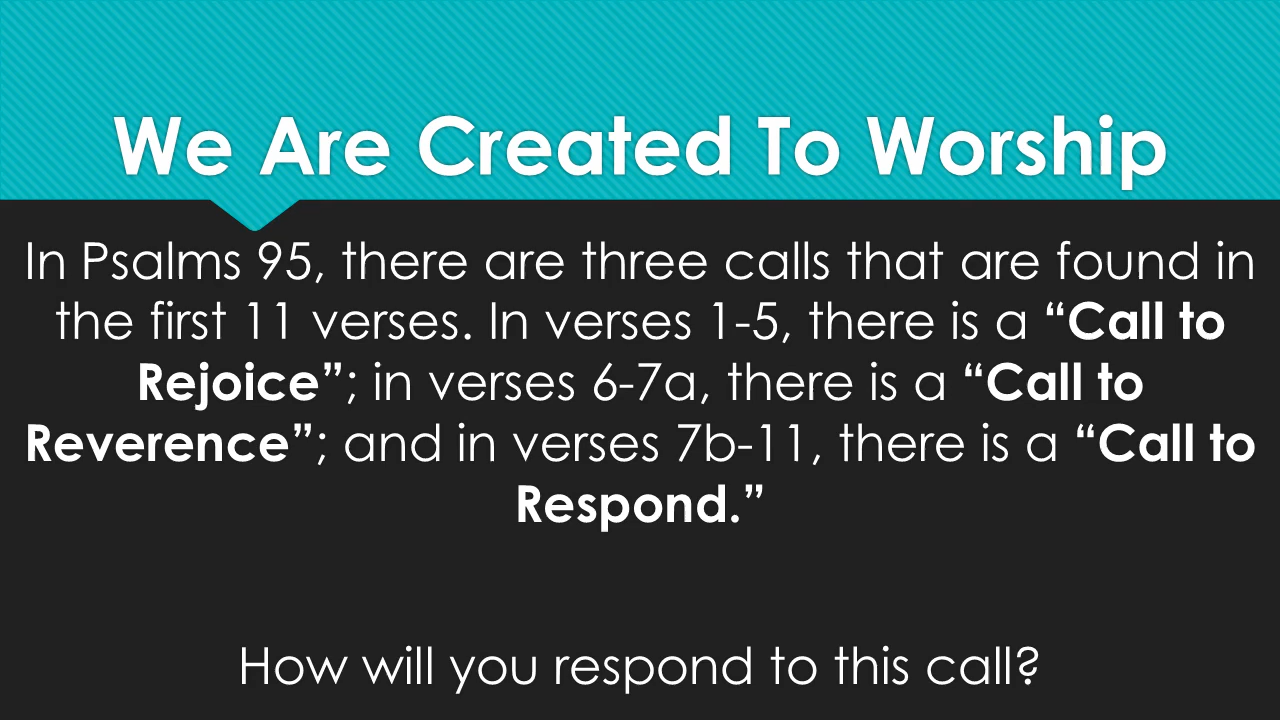 We Are Created To Worship
In Psalms 95, there are three calls that are found in
the first 11 verses. In verses 1-5, there is a “Call to
Rejoice”; in verses 6-7a, there is a “Call to
Reverence”; and in verses 7b-11, there is a “Call to
Respond.”
How will you respond to this call?